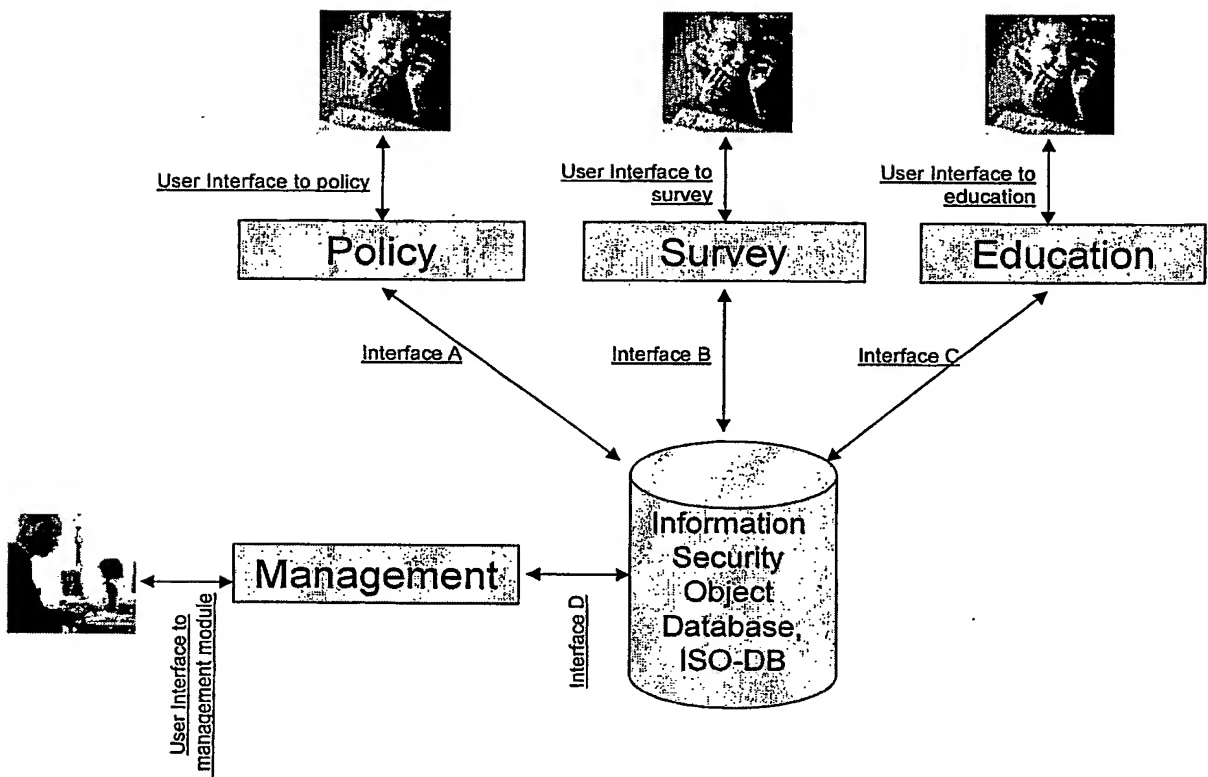 User Interface to policy
User Interface to
survey
User Interface to
education
Policy
Survey
Education
Interface A
Interface B
Interface C
Information
Security
Object
Database,
ISO-DB
Management
Interface D
User Interface to
management module